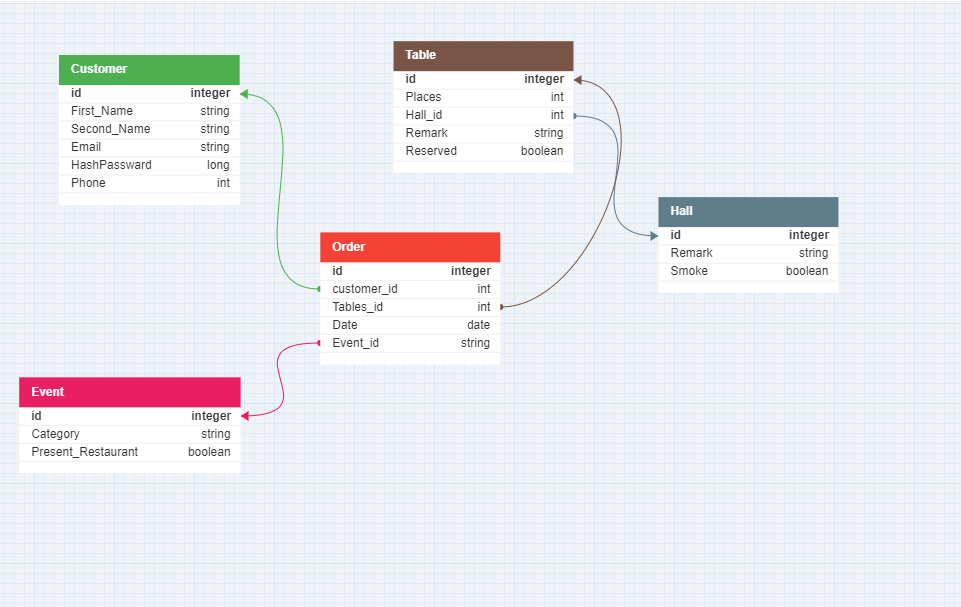 Customer
id integer
First_Name string
Second_Name string
Email string
HashPassward long
Phone int
Table
id integer
Places int
Hall_id int
Remark string
Reserved boolean
Hall
id integer
Remark string
Smoke boolean
Order
id integer
customer_id int
Tables_id int
Date date
Event_id string
Event
id integer
Category string
Present_Restaurant boolean